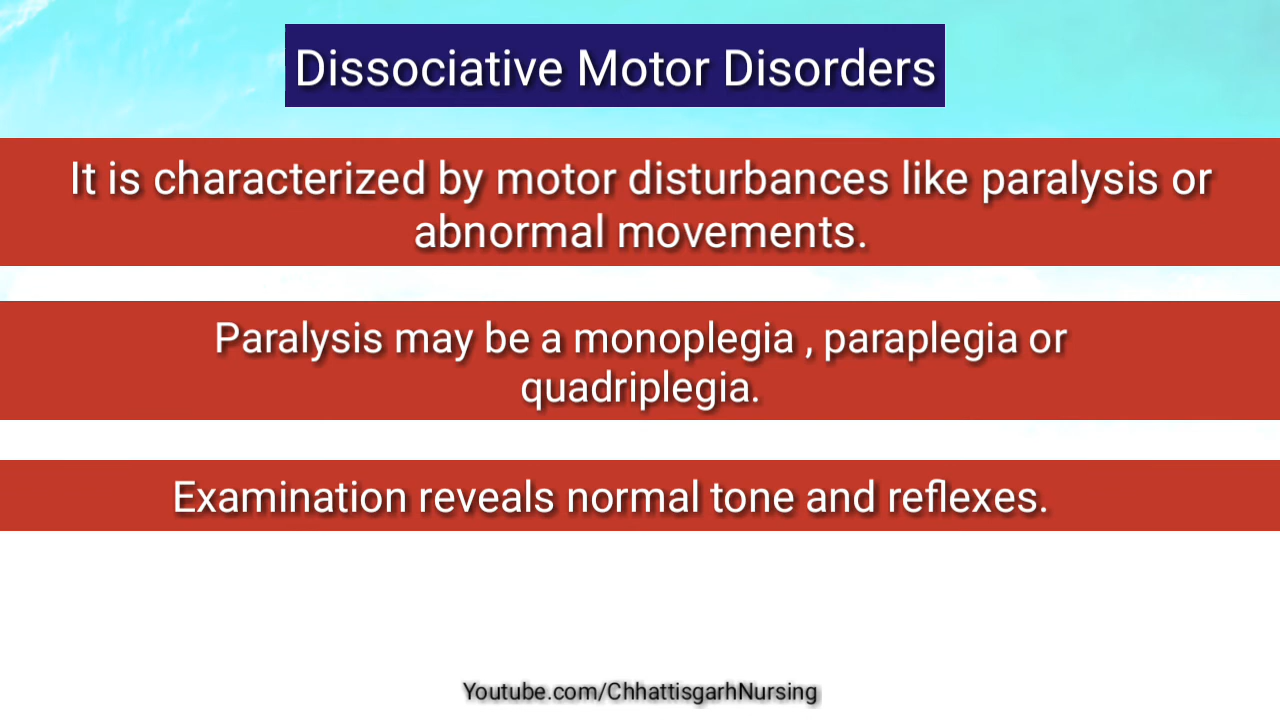 Dissociative Motor Disorders
It is characterized by motor disturbances like paralysis or
abnormal movements.
Paralysis may be a monoplegia , paraplegia or
quadriplegia.
Examination reveals normal tone and reflexes.
Youtube.com/ChhattisgarhNursing